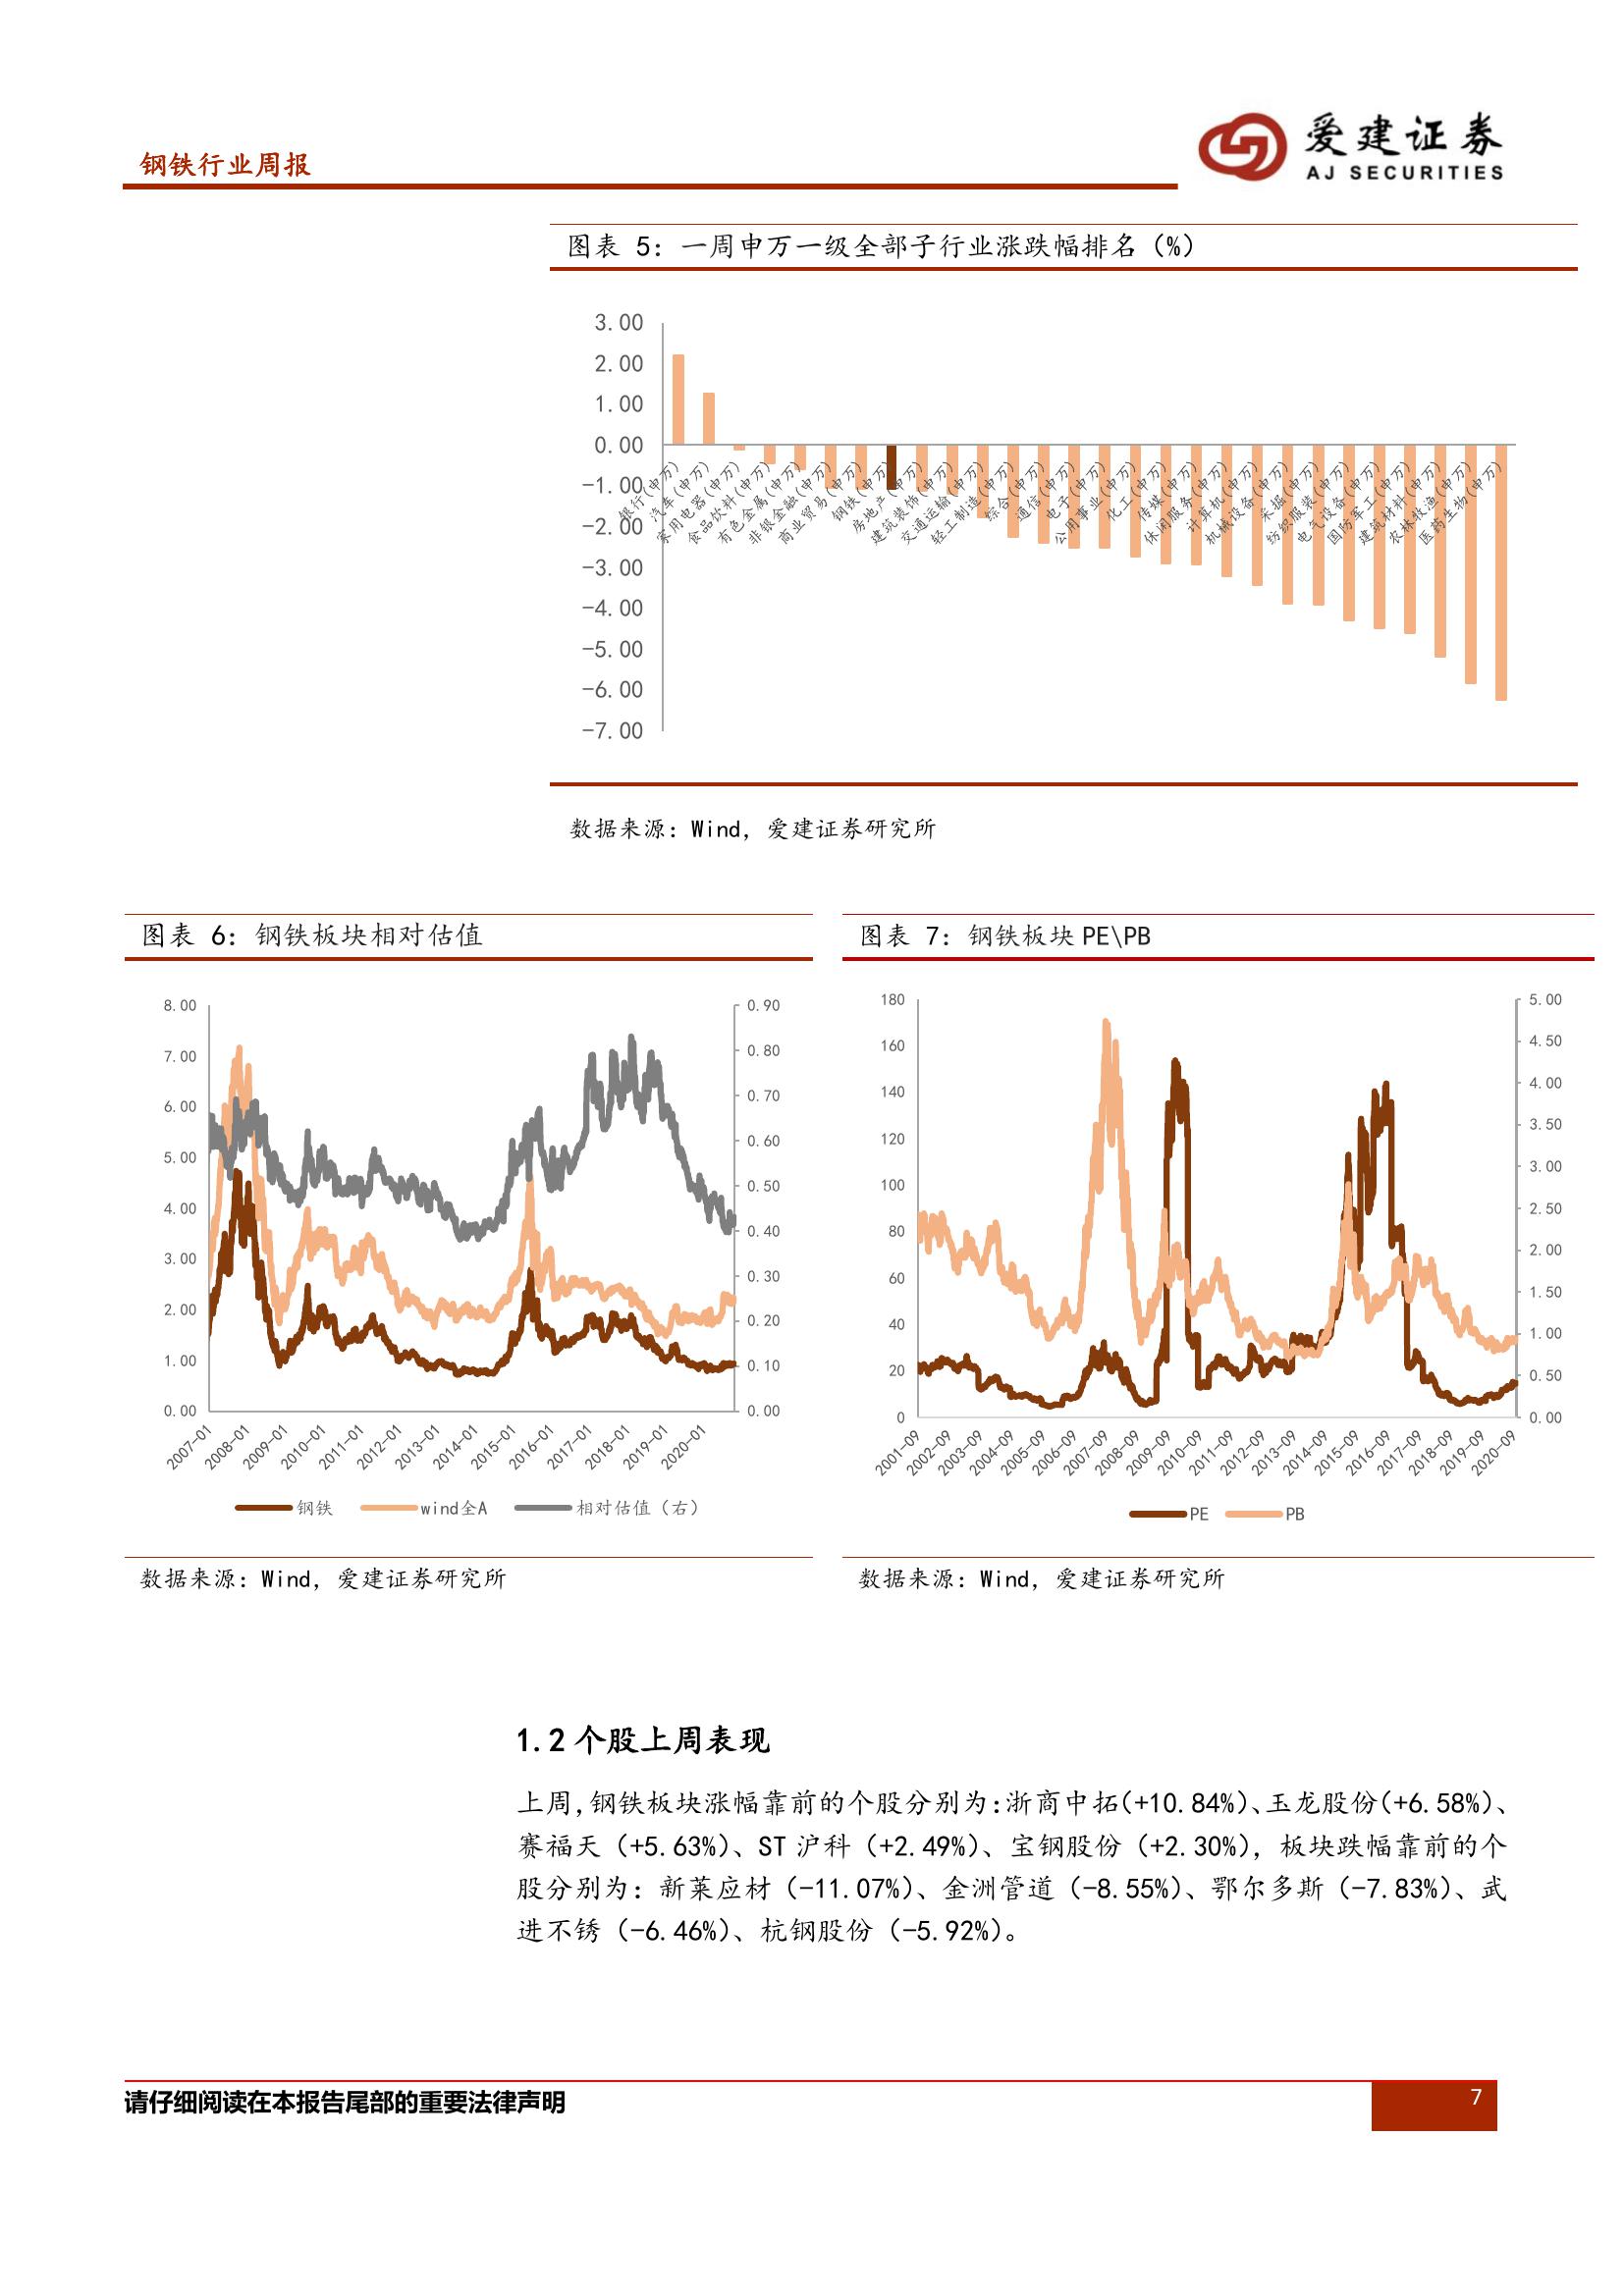 钢铁行业周报
爱建证券
AJ SECURITIES
图表 5：一周申万一级全部子行业涨跌幅排名（%）
3.00
2.00
1.00
0.00
-1.00
-2.00
-3.00
-4.00
-5.00
-6.00
-7.00
银行(申万)
汽车(申万)
家用电器(申万)
食品饮料(申万)
有色金属(申万)
非银金融(申万)
商业贸易(申万)
钢铁(申万)
房地产(申万)
建筑装饰(申万)
交通运输(申万)
轻工制造(申万)
综合(申万)
通信(申万)
电子(申万)
公用事业(申万)
化工(申万)
传媒(申万)
休闲服务(申万)
计算机(申万)
机械设备(申万)
采掘(申万)
纺织服装(申万)
电气设备(申万)
国防军工(申万)
建筑材料(申万)
农林牧渔(申万)
医药生物(申万)
数据来源：Wind，爱建证券研究所
图表 6：钢铁板块相对估值
8.00
7.00
6.00
5.00
4.00
3.00
2.00
1.00
0.00
0.90
0.80
0.70
0.60
0.50
0.40
0.30
0.20
0.10
0.00
2007-01
2008-01
2009-01
2010-01
2011-01
2012-01
2013-01
2014-01
2015-01
2016-01
2017-01
2018-01
2019-01
2020-01
钢铁
wind全A
相对估值（右）
数据来源：Wind，爱建证券研究所
图表 7：钢铁板块 PE\PB
180
160
140
120
100
80
60
40
20
0
5.00
4.50
4.00
3.50
3.00
2.50
2.00
1.50
1.00
0.50
0.00
2001-09
2002-09
2003-09
2004-09
2005-09
2006-09
2007-09
2008-09
2009-09
2010-09
2011-09
2012-09
2013-09
2014-09
2015-09
2016-09
2017-09
2018-09
2019-09
2020-09
PE
PB
数据来源：Wind，爱建证券研究所
1.2 个股上周表现
上周,钢铁板块涨幅靠前的个股分别为:浙商中拓(+10.84%)、玉龙股份(+6.58%)、
赛福天（+5.63%）、ST 沪科（+2.49%）、宝钢股份（+2.30%），板块跌幅靠前的个
股分别为：新莱应材（-11.07%）、金洲管道（-8.55%）、鄂尔多斯（-7.83%）、武
进不锈（-6.46%）、杭钢股份（-5.92%）。
请仔细阅读在本报告尾部的重要法律声明
7